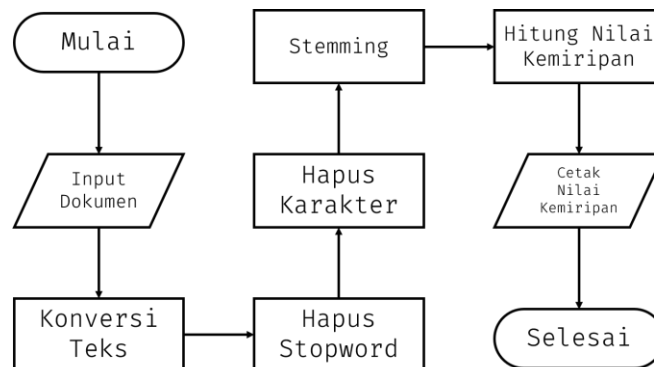 Mulai
Input
Dokumen
Konversi
Teks
Hapus
Stopword
Hapus
Karakter
Stemming
Hitung Nilai
Kemiripan
Cetak
Nilai
Kemiripan
Selesai